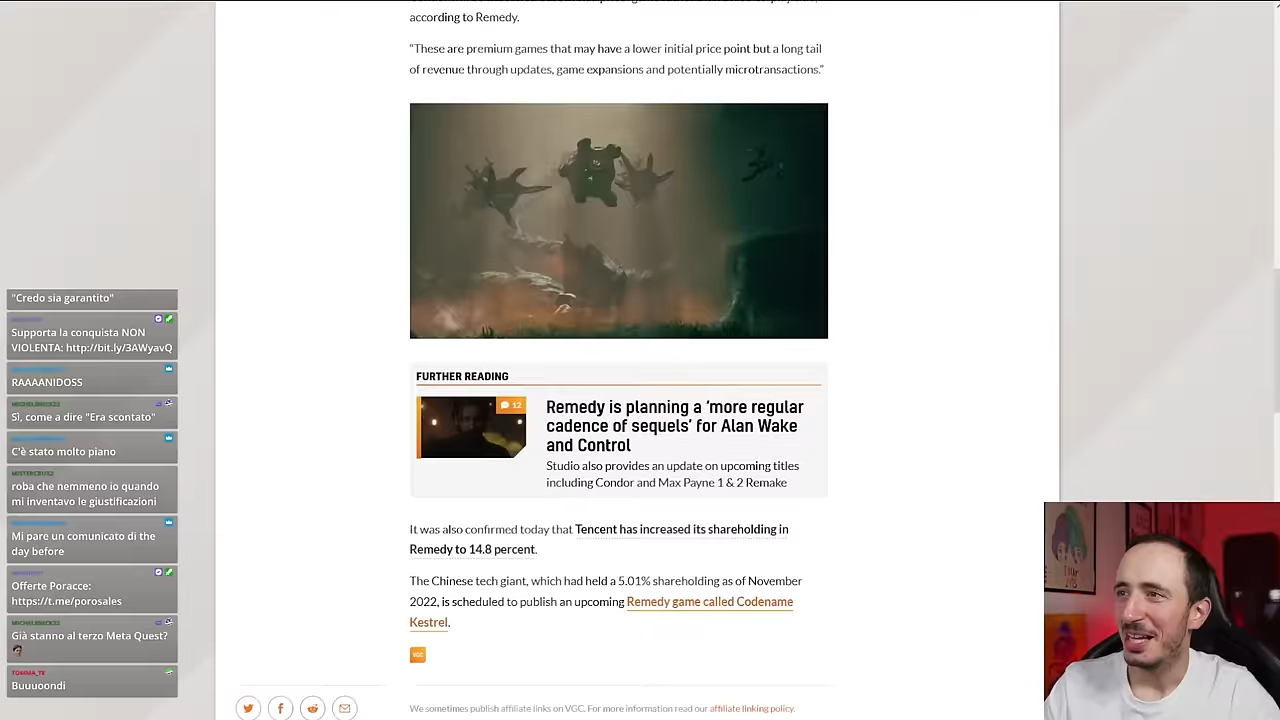 according to Remedy.
"These are premium games that may have a lower initial price point but a long tail
of revenue through updates, game expansions and potentially microtransactions."
FURTHER READING
12
Remedy is planning a ‘more regular
cadence of sequels’ for Alan Wake
and Control
Studio also provides an update on upcoming titles
including Condor and Max Payne 1 & 2 Remake
It was also confirmed today that Tencent has increased its shareholding in
Remedy to 14.8 percent.
The Chinese tech giant, which had held a 5.01% shareholding as of November
2022, is scheduled to publish an upcoming Remedy game called Codename
Kestrel.
VGC
We sometimes publish affiliate links on VGC. For more information read our affiliate linking policy.
"Credo sia garantito"
Supporta la conquista NON
VIOLENTA: http://bit.ly/3AWyavQ
RAAAANIDOSS
Sì, come a dire "Era scontato"
C'è stato molto piano
roba che nemmeno io quando
mi inventavo le giustificazioni
Mi pare un comunicato di the
day before
Offerte Poracce:
https://t.me/porosales
Già stanno al terzo Meta Quest?
TOMMA_TE
Buuuoondi